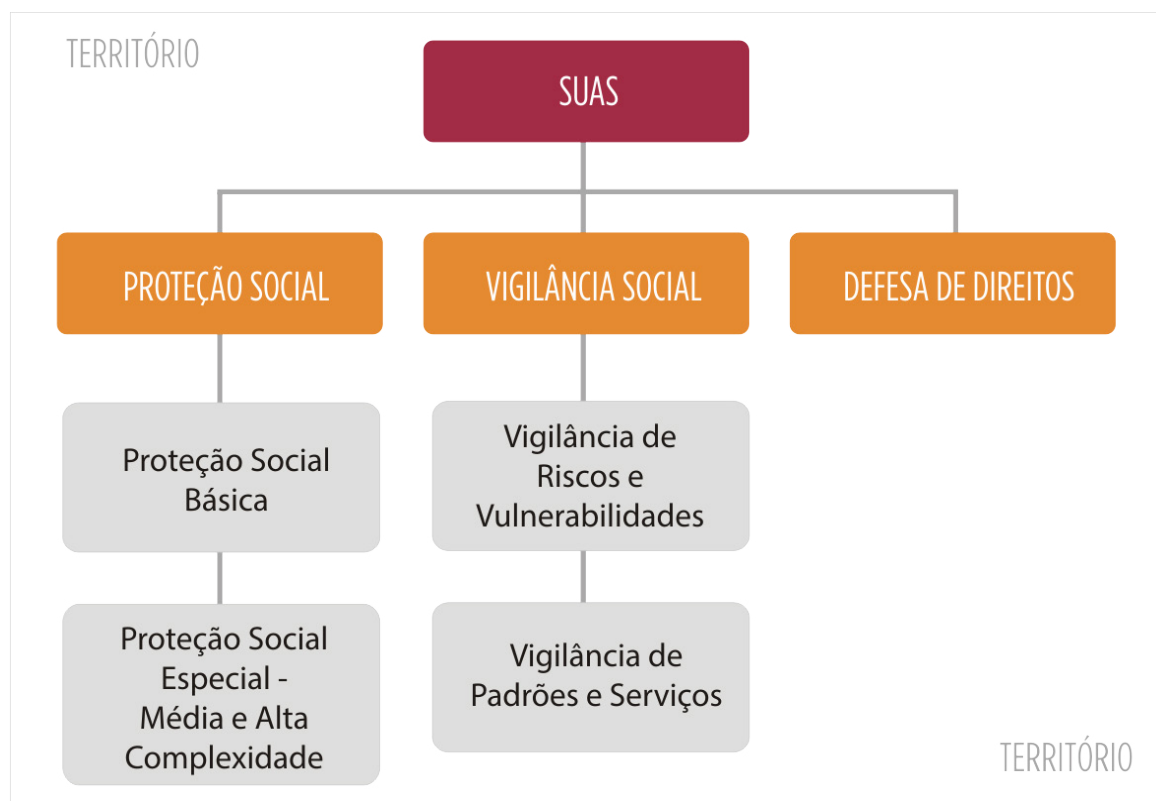 TERRITÓRIO
SUAS
PROTEÇÃO SOCIAL
VIGILÂNCIA SOCIAL
DEFESA DE DIREITOS
Proteção Social
Básica
Vigilância de
Riscos e
Vulnerabilidades
Proteção Social
Especial -
Média e Alta
Complexidade
Vigilância de
Padrões e Serviços
TERRITÓRIO